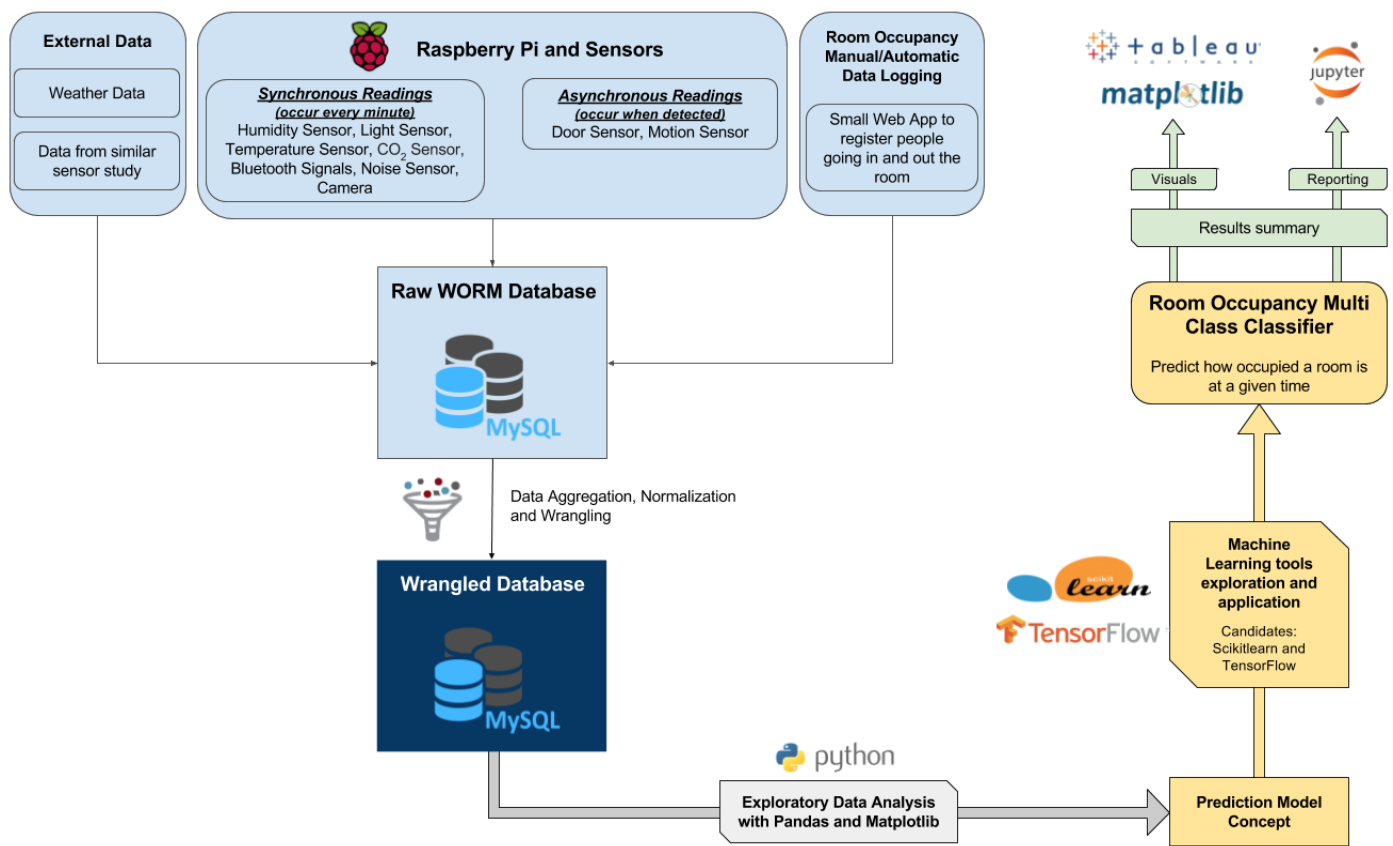 External Data
Weather Data
Data from similar
sensor study
Raspberry Pi and Sensors
Synchronous Readings
(occur every minute)
Humidity Sensor, Light Sensor,
Temperature Sensor, CO2 Sensor,
Bluetooth Signals, Noise Sensor,
Camera
Asynchronous Readings
(occur when detected)
Door Sensor, Motion Sensor
Room Occupancy
Manual/Automatic
Data Logging
Small Web App to
register people
going in and out the
room
Raw WORM Database
MySQL
Data Aggregation, Normalization
and Wrangling
Wrangled Database
MySQL
python
Exploratory Data Analysis
with Pandas and Matplotlib
Prediction Model
Concept
scikit
learn
TensorFlow
Machine
Learning tools
exploration and
application
Candidates:
Scikitlearn and
TensorFlow
Room Occupancy Multi
Class Classifier
Predict how occupied a room is
at a given time
Results summary
Visuals
Reporting
+ableau
SOFTWARE
matplotlib
jupyter